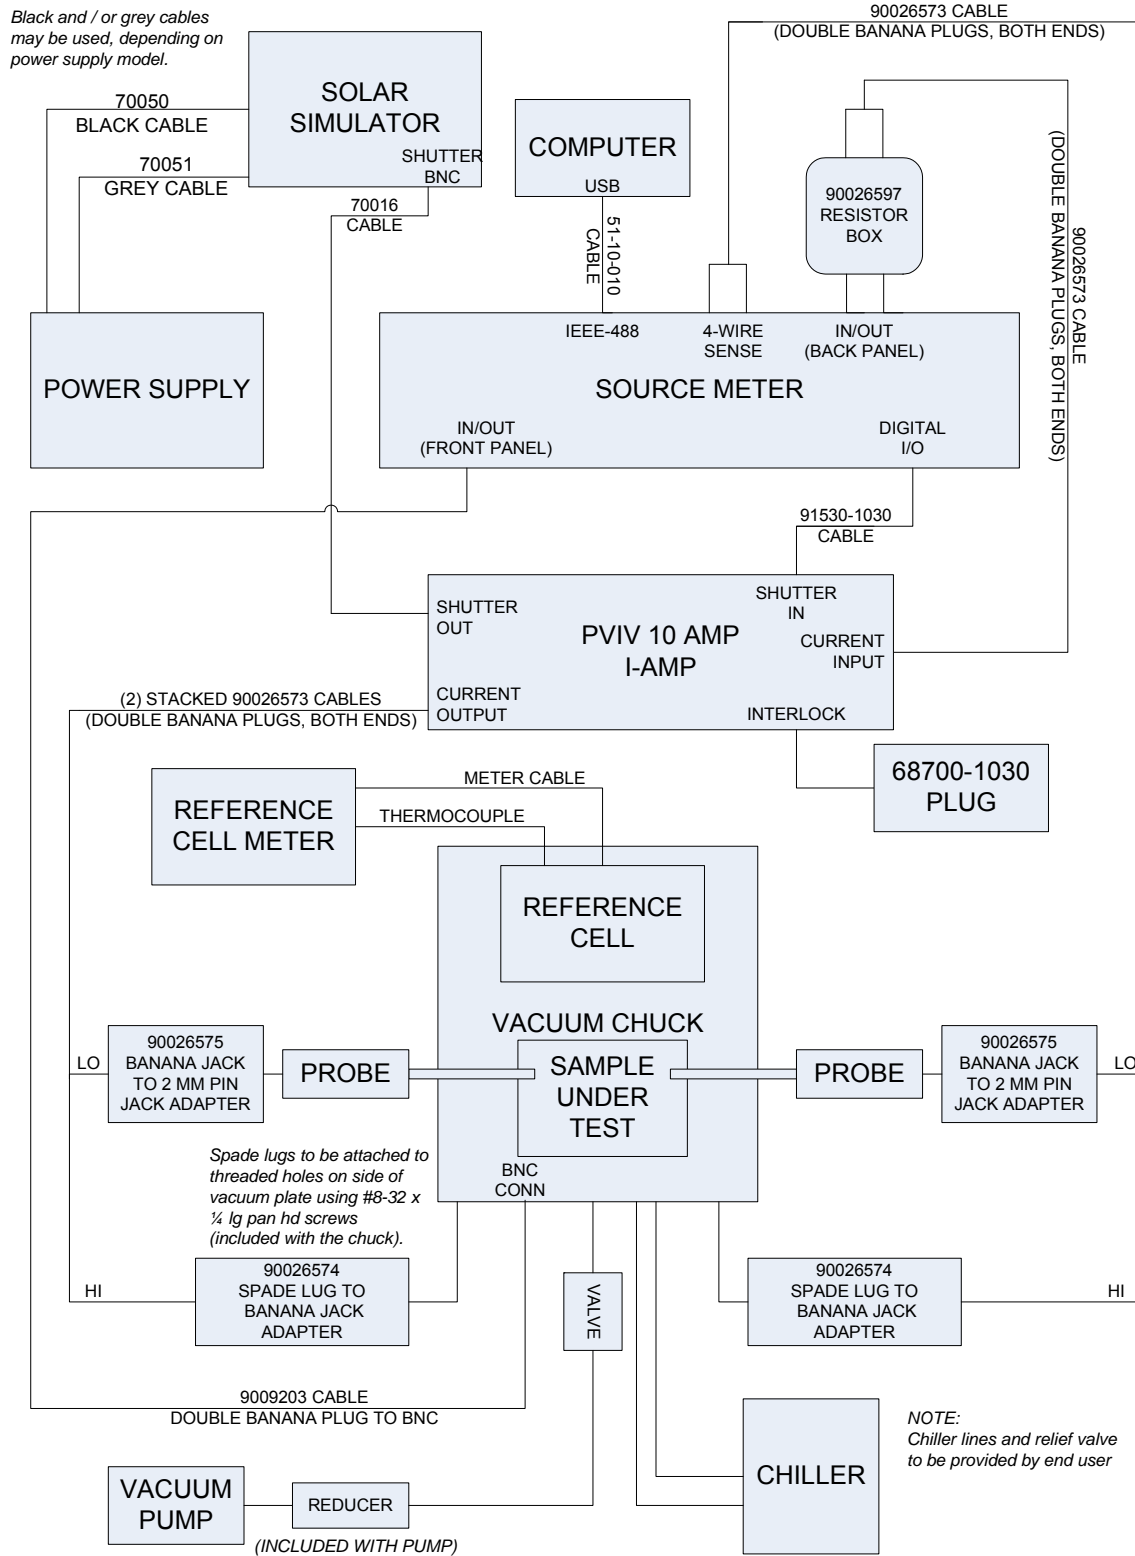 Black and / or grey cables
may be used, depending on
power supply model.
90026573 CABLE
(DOUBLE BANANA PLUGS, BOTH ENDS)
70050
BLACK CABLE
70051
GREY CABLE
SOLAR
SIMULATOR
SHUTTER
BNC
70016
CABLE
COMPUTER
USB
51-10-010
CABLE
90026597
RESISTOR
BOX
90026573 CABLE
(DOUBLE BANANA PLUGS, BOTH ENDS)
POWER SUPPLY
IEEE-488
4-WIRE
SENSE
IN/OUT
(BACK PANEL)
SOURCE METER
IN/OUT
(FRONT PANEL)
DIGITAL
I/O
91530-1030
CABLE
SHUTTER
OUT
SHUTTER
IN
PVIV 10 AMP
I-AMP
CURRENT
INPUT
CURRENT
OUTPUT
INTERLOCK
(2) STACKED 90026573 CABLES
(DOUBLE BANANA PLUGS, BOTH ENDS)
68700-1030
PLUG
REFERENCE
CELL METER
METER CABLE
THERMOCOUPLE
REFERENCE
CELL
VACUUM CHUCK
LO
90026575
BANANA JACK
TO 2 MM PIN
JACK ADAPTER
PROBE
SAMPLE
UNDER
TEST
PROBE
90026575
BANANA JACK
TO 2 MM PIN
JACK ADAPTER
LO
BNC
CONN
Spade lugs to be attached to
threaded holes on side of
vacuum plate using #8-32 x
¼ lg pan hd screws
(included with the chuck).
HI
90026574
SPADE LUG TO
BANANA JACK
ADAPTER
VALVE
90026574
SPADE LUG TO
BANANA JACK
ADAPTER
HI
9009203 CABLE
DOUBLE BANANA PLUG TO BNC
VACUUM
PUMP
REDUCER
(INCLUDED WITH PUMP)
CHILLER
NOTE:
Chiller lines and relief valve
to be provided by end user